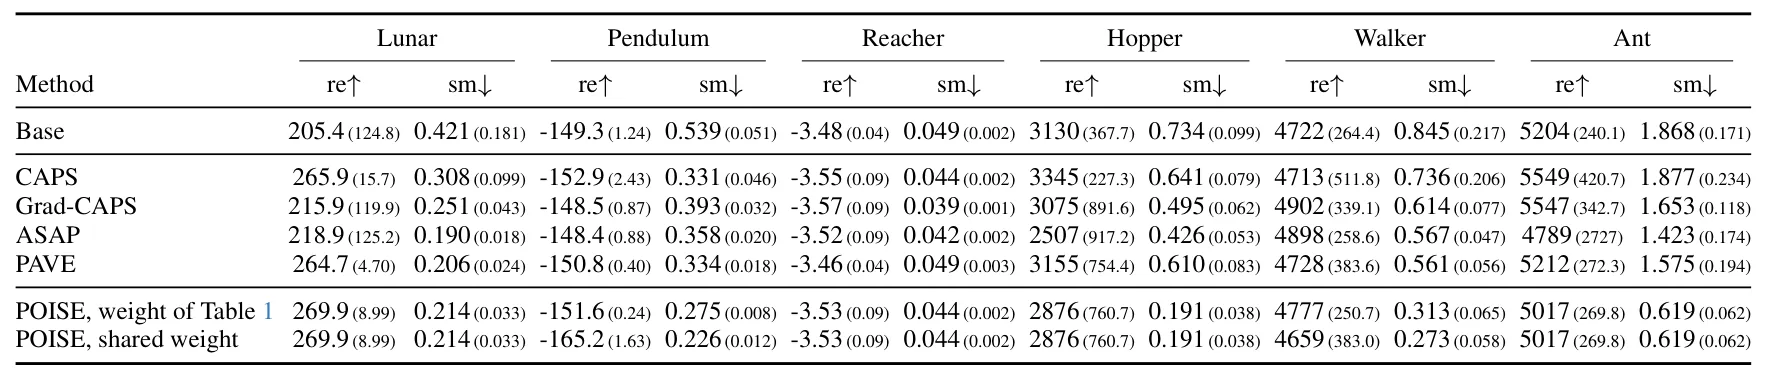 Lunar Pendulum Reacher Hopper Walker Ant
Method re↑ sm↓ re↑ sm↓ re↑ sm↓ re↑ sm↓ re↑ sm↓ re↑ sm↓
Base 205.4 (124.8) 0.421 (0.181) -149.3 (1.24) 0.539 (0.051) -3.48 (0.04) 0.049 (0.002) 3130 (367.7) 0.734 (0.099) 4722 (264.4) 0.845 (0.217) 5204 (240.1) 1.868 (0.171)
CAPS 265.9 (15.7) 0.308 (0.099) -152.9 (2.43) 0.331 (0.046) -3.55 (0.09) 0.044 (0.002) 3345 (227.3) 0.641 (0.079) 4713 (511.8) 0.736 (0.206) 5549 (420.7) 1.877 (0.234)
Grad-CAPS 215.9 (119.9) 0.251 (0.043) -148.5 (0.87) 0.393 (0.032) -3.57 (0.09) 0.039 (0.001) 3075 (891.6) 0.495 (0.062) 4902 (339.1) 0.614 (0.077) 5547 (342.7) 1.653 (0.118)
ASAP 218.9 (125.2) 0.190 (0.018) -148.4 (0.88) 0.358 (0.020) -3.52 (0.09) 0.042 (0.002) 2507 (917.2) 0.426 (0.053) 4898 (258.6) 0.567 (0.047) 4789 (2727) 1.423 (0.174)
PAVE 264.7 (4.70) 0.206 (0.024) -150.8 (0.40) 0.334 (0.018) -3.46 (0.04) 0.049 (0.003) 3155 (754.4) 0.610 (0.083) 4728 (383.6) 0.561 (0.056) 5212 (272.3) 1.575 (0.194)
POISE, weight of Table 1 269.9 (8.99) 0.214 (0.033) -151.6 (0.24) 0.275 (0.008) -3.53 (0.09) 0.044 (0.002) 2876 (760.7) 0.191 (0.038) 4777 (250.7) 0.313 (0.065) 5017 (269.8) 0.619 (0.062)
POISE, shared weight 269.9 (8.99) 0.214 (0.033) -165.2 (1.63) 0.226 (0.012) -3.53 (0.09) 0.044 (0.002) 2876 (760.7) 0.191 (0.038) 4659 (383.0) 0.273 (0.058) 5017 (269.8) 0.619 (0.062)